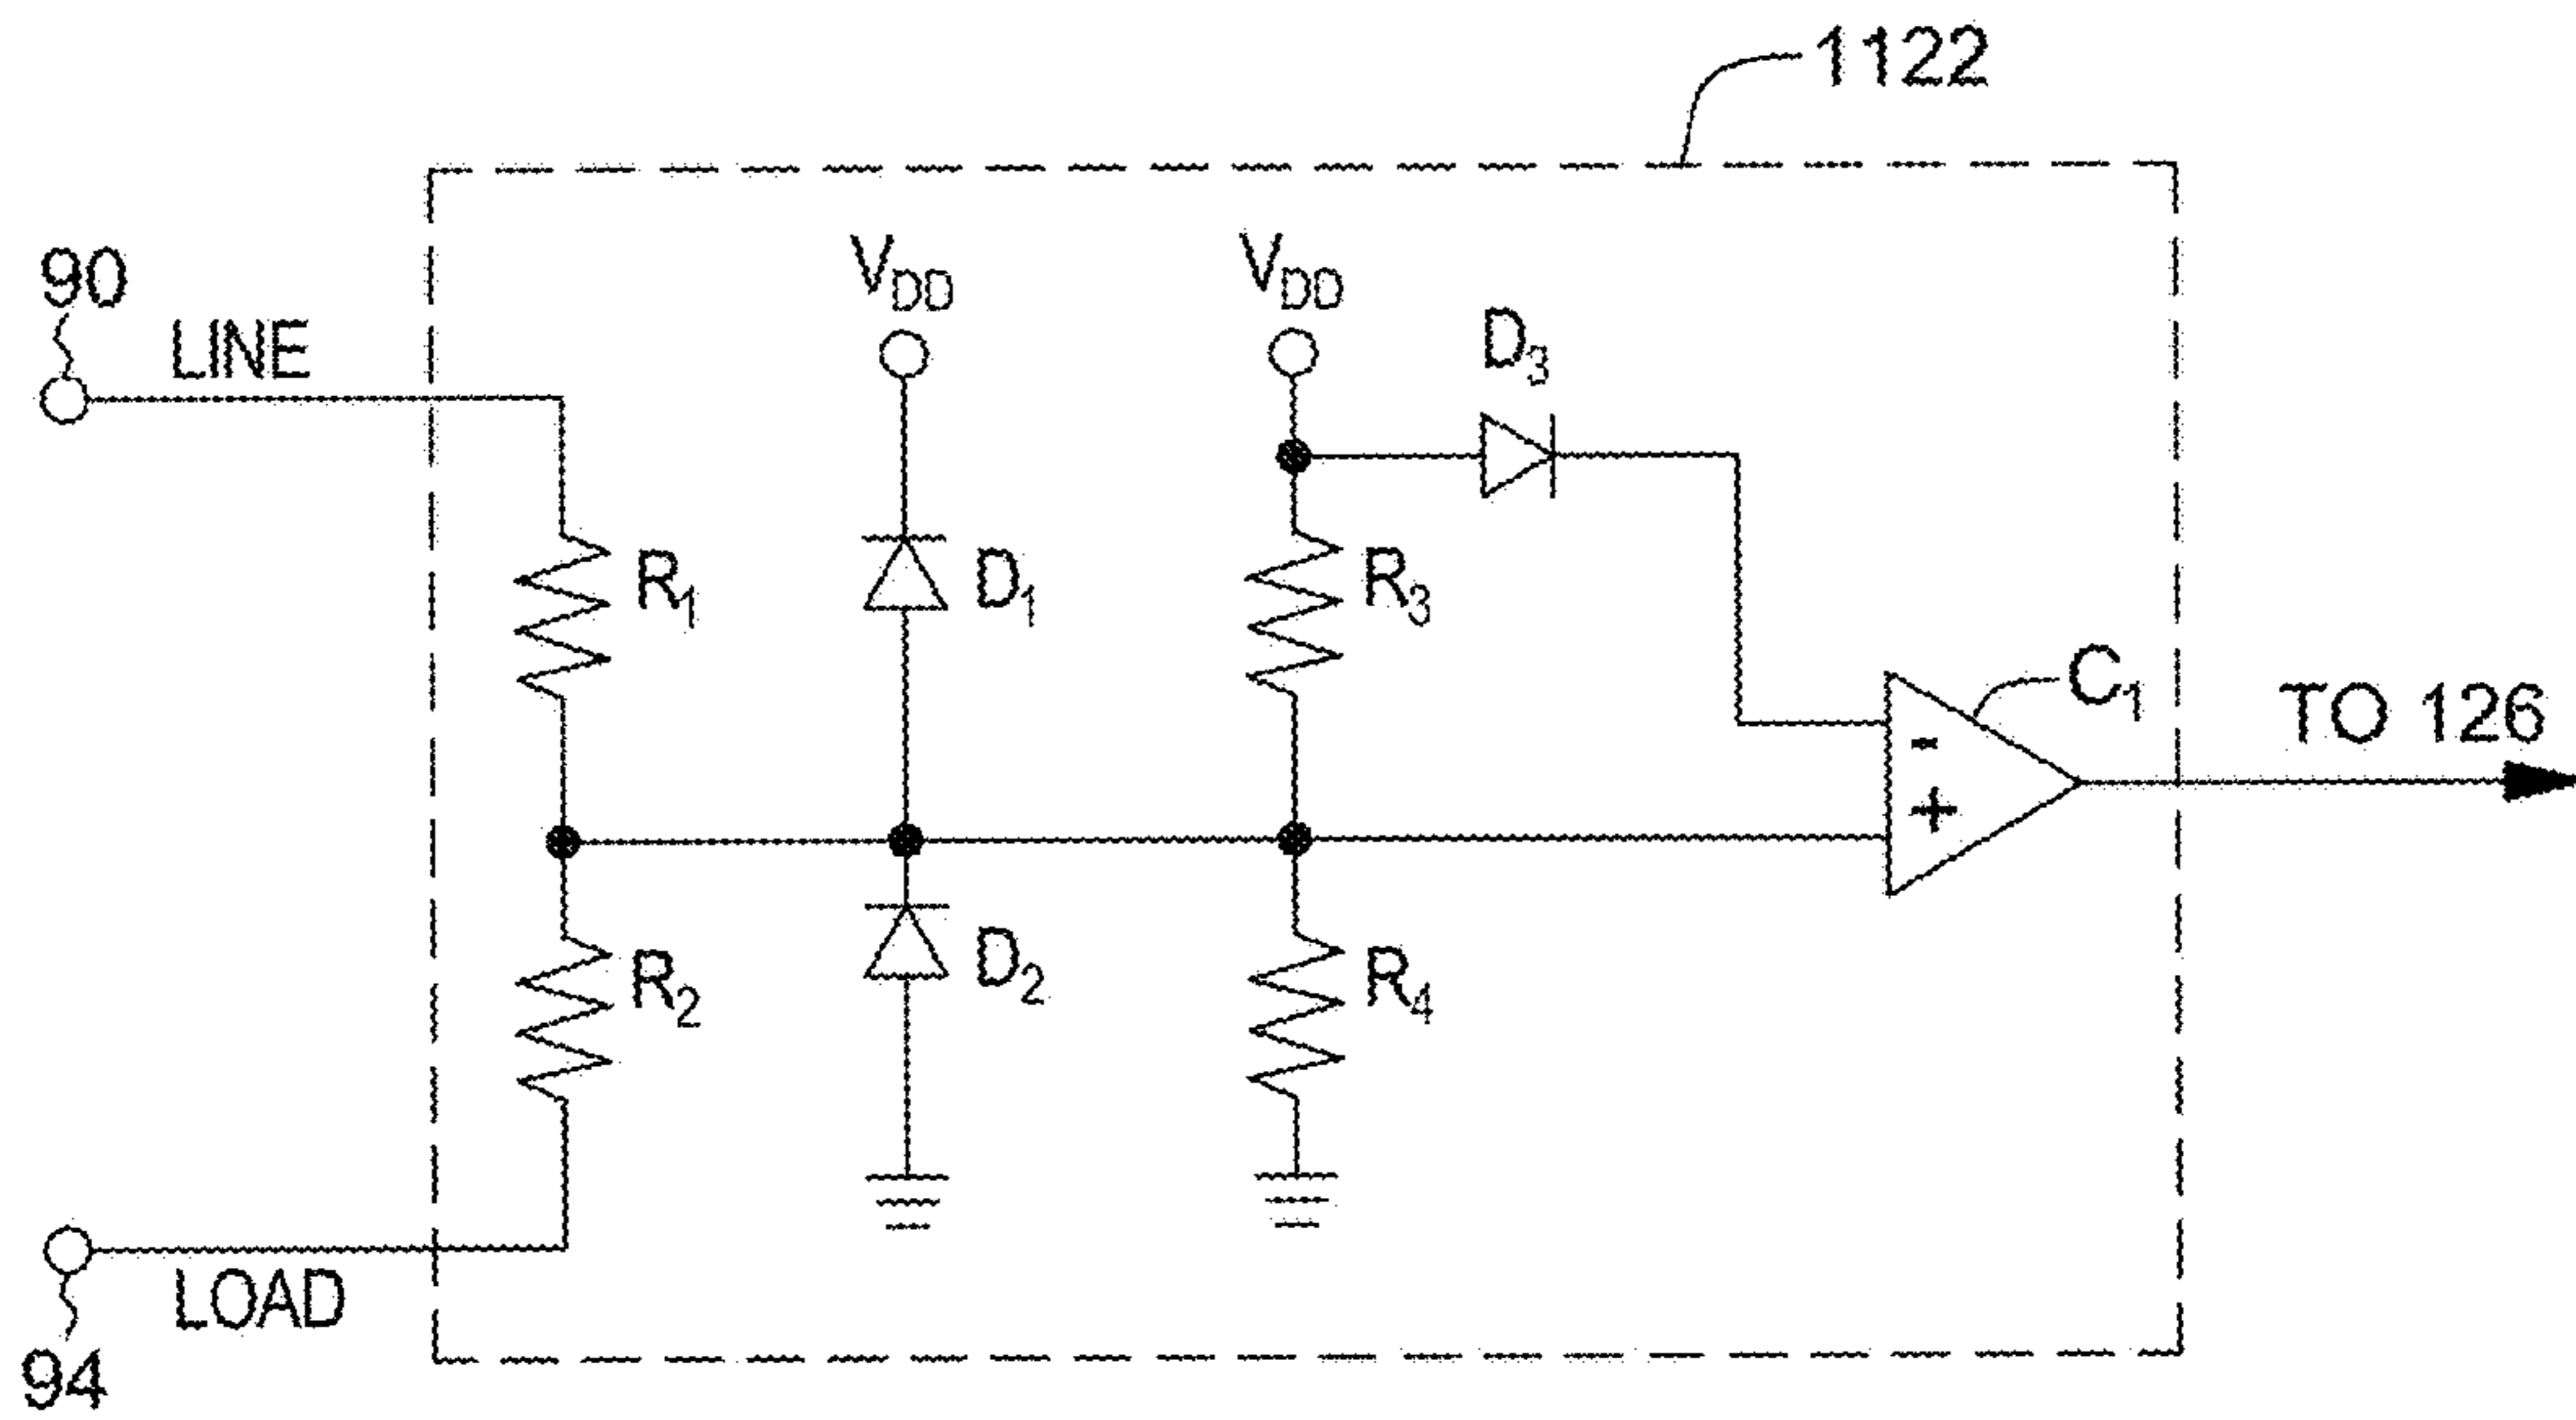 1122
90
LINE
VDD
VDD
D3
R1
D1
R3
C1
-
+
TO 126
R2
D2
R4
LOAD
94